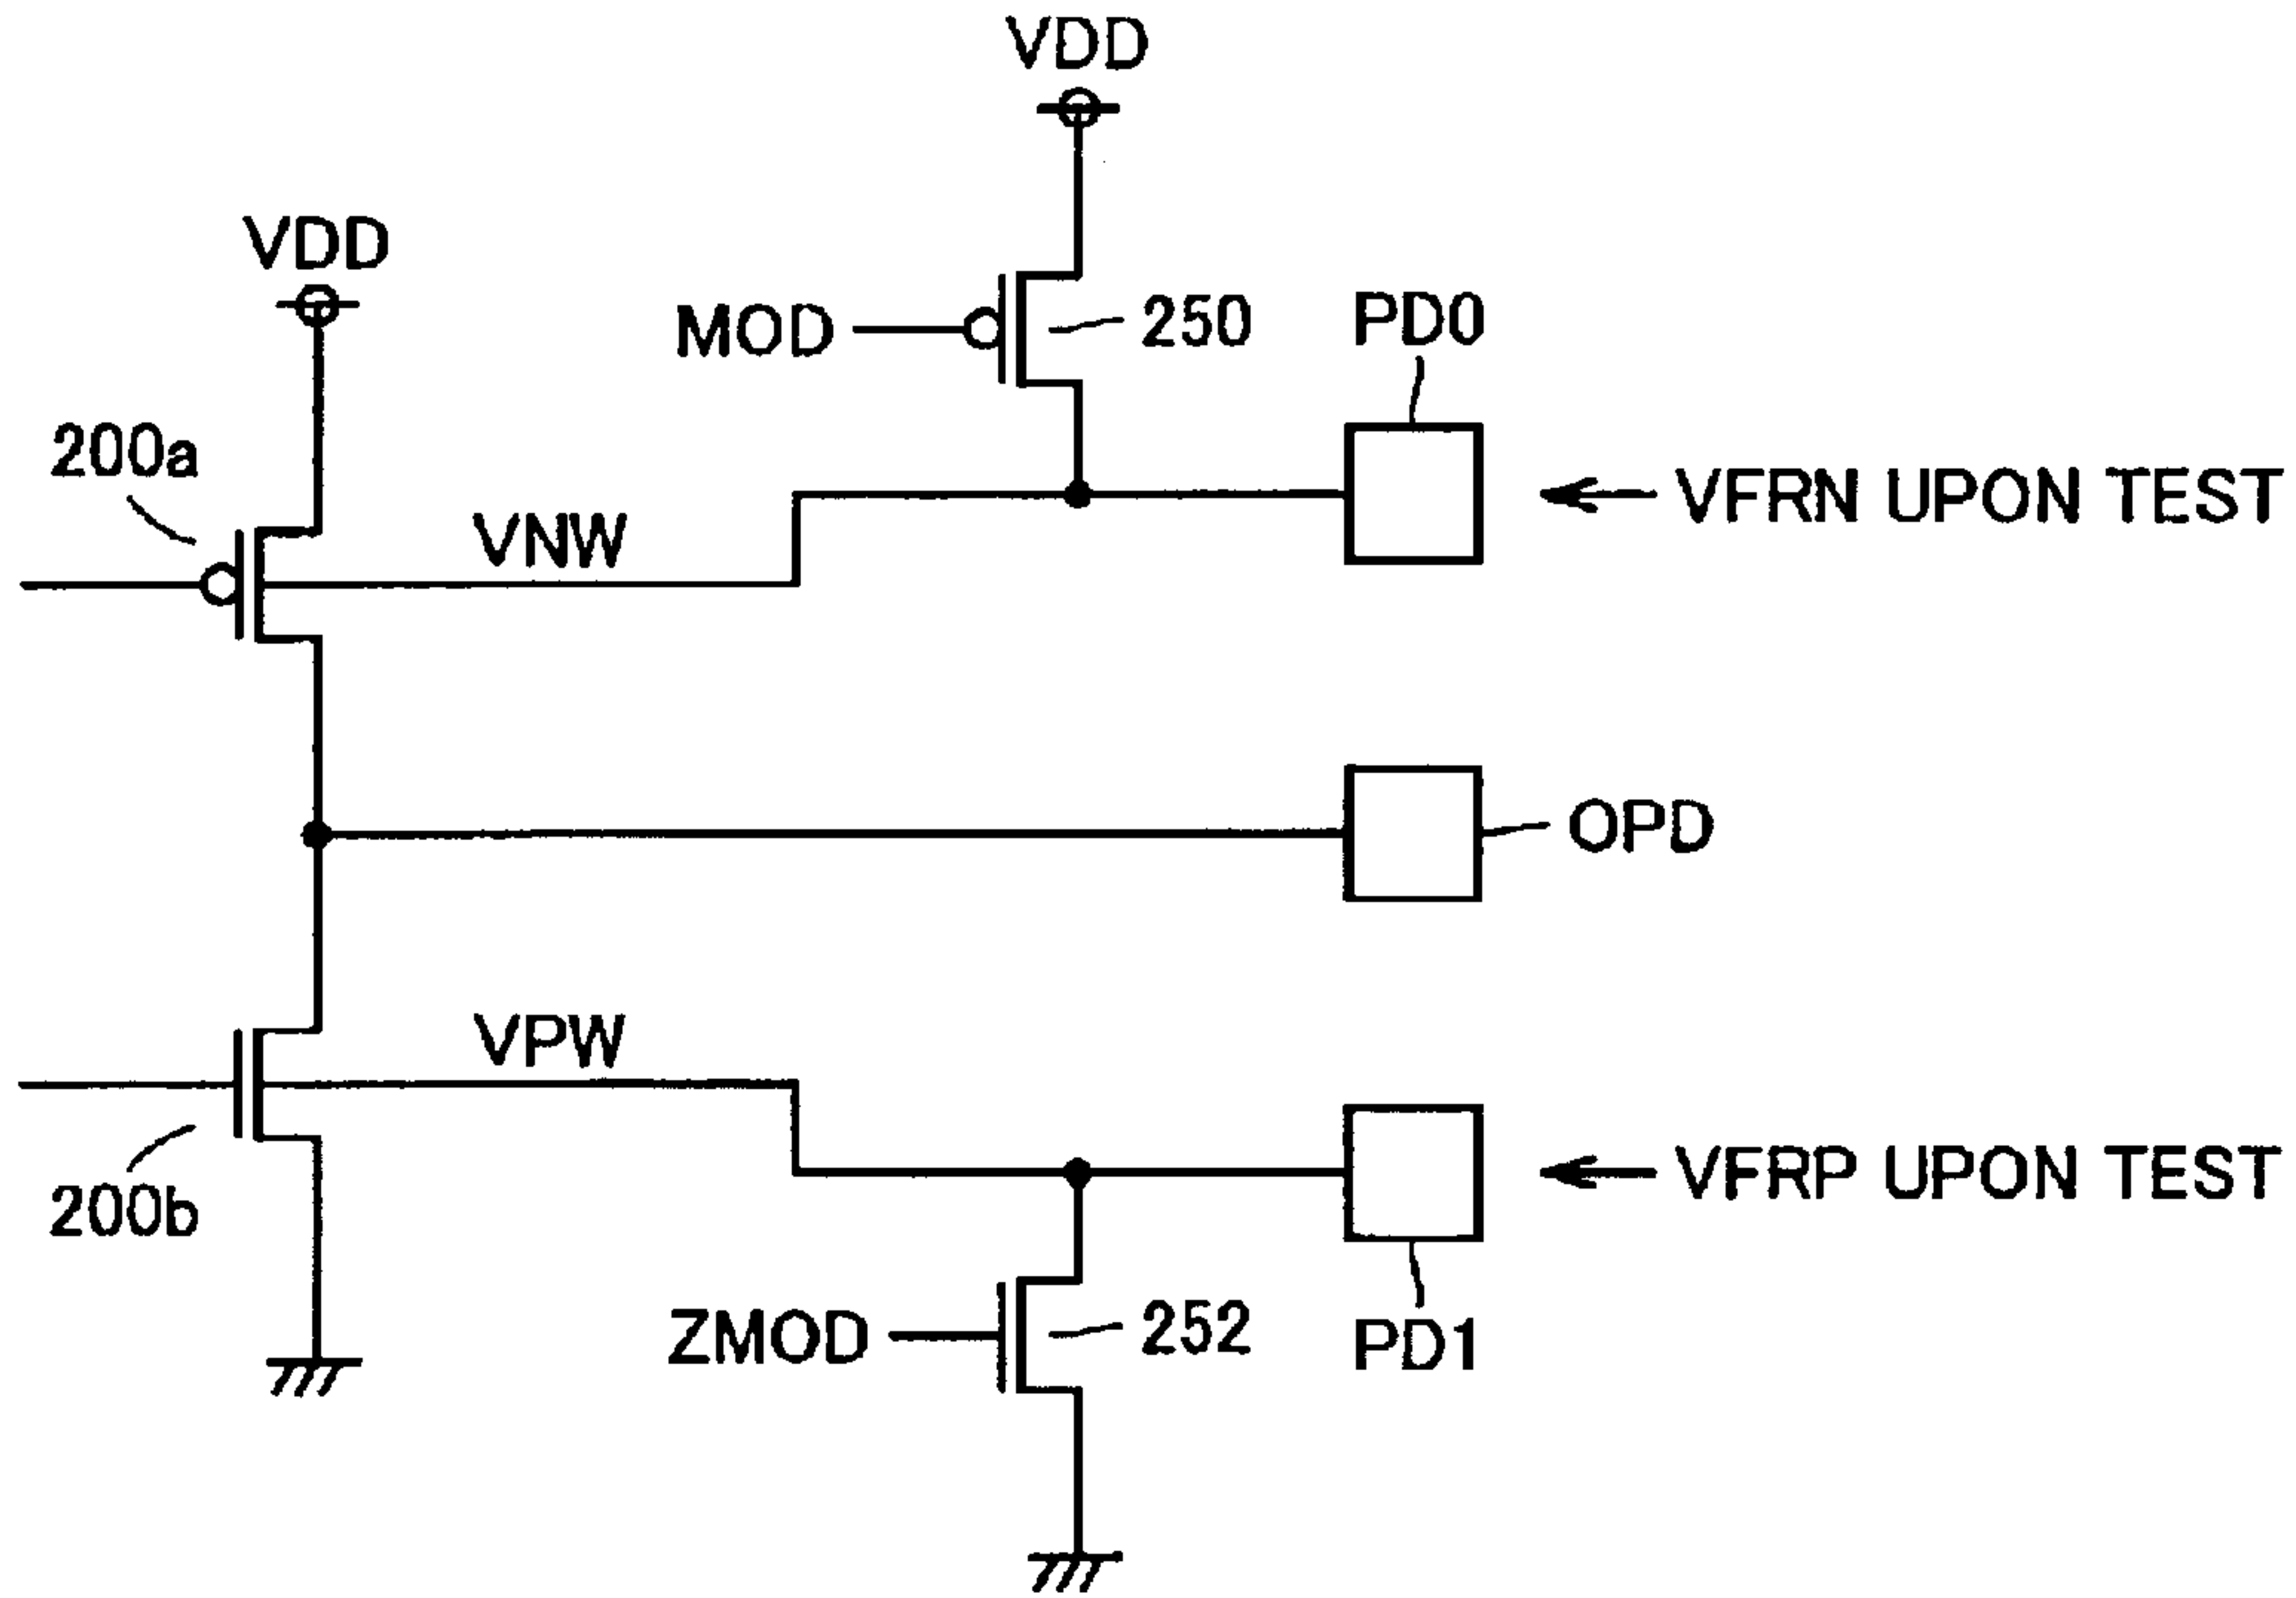 VDD
VDD
MOD
250
PD0
200a
VNW
VFRN UPON TEST
OPD
VPW
200b
VFRP UPON TEST
ZMOD
252
PD1